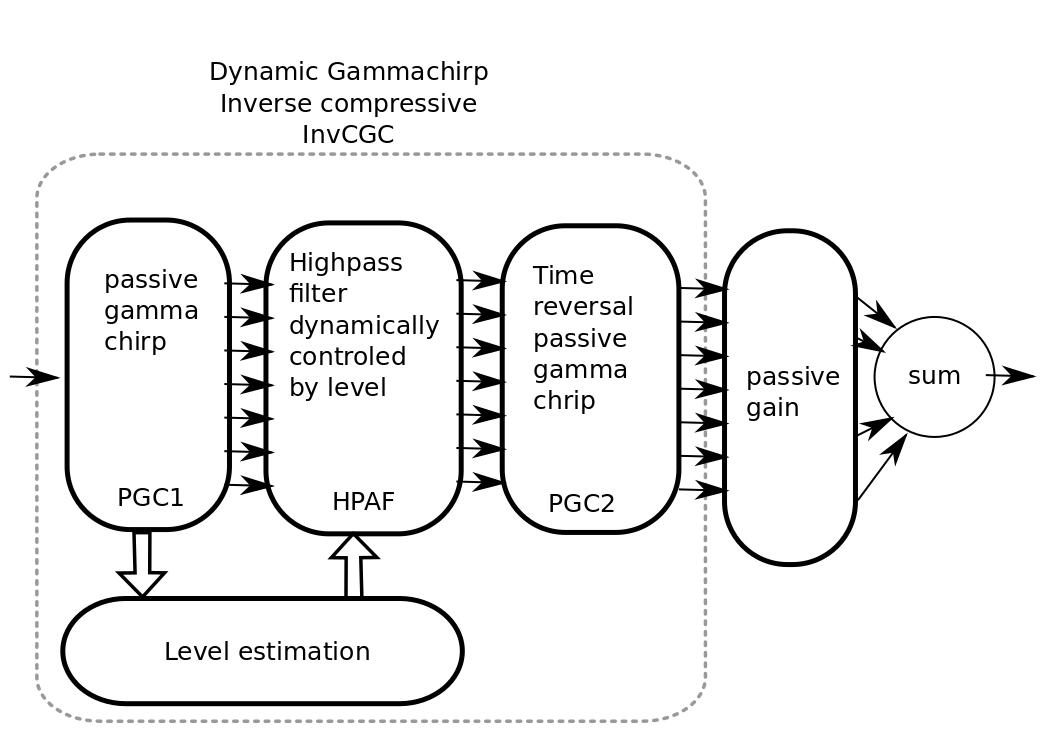 Dynamic Gammachirp
Inverse compressive
InvCGC
passive
gamma
chirp
PGC1
Highpass
filter
dynamically
controled
by level
HPAF
Time
reversal
passive
gamma
chrip
PGC2
passive
gain
sum
Level estimation